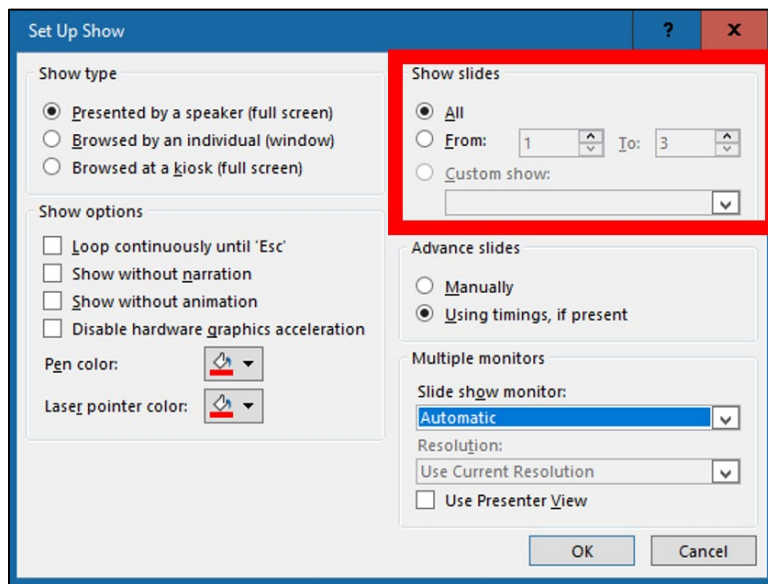 Set Up Show
?
x
Show type
Presented by a speaker (full screen)
Browsed by an individual (window)
Browsed at a kiosk (full screen)
Show options
Loop continuously until 'Esc'
Show without narration
Show without animation
Disable hardware graphics acceleration
Pen color:
Laser pointer color:
Show slides
All
From: 1 To: 3
Custom show:
Advance slides
Manually
Using timings, if present
Multiple monitors
Slide show monitor:
Automatic
Resolution:
Use Current Resolution
Use Presenter View
OK Cancel